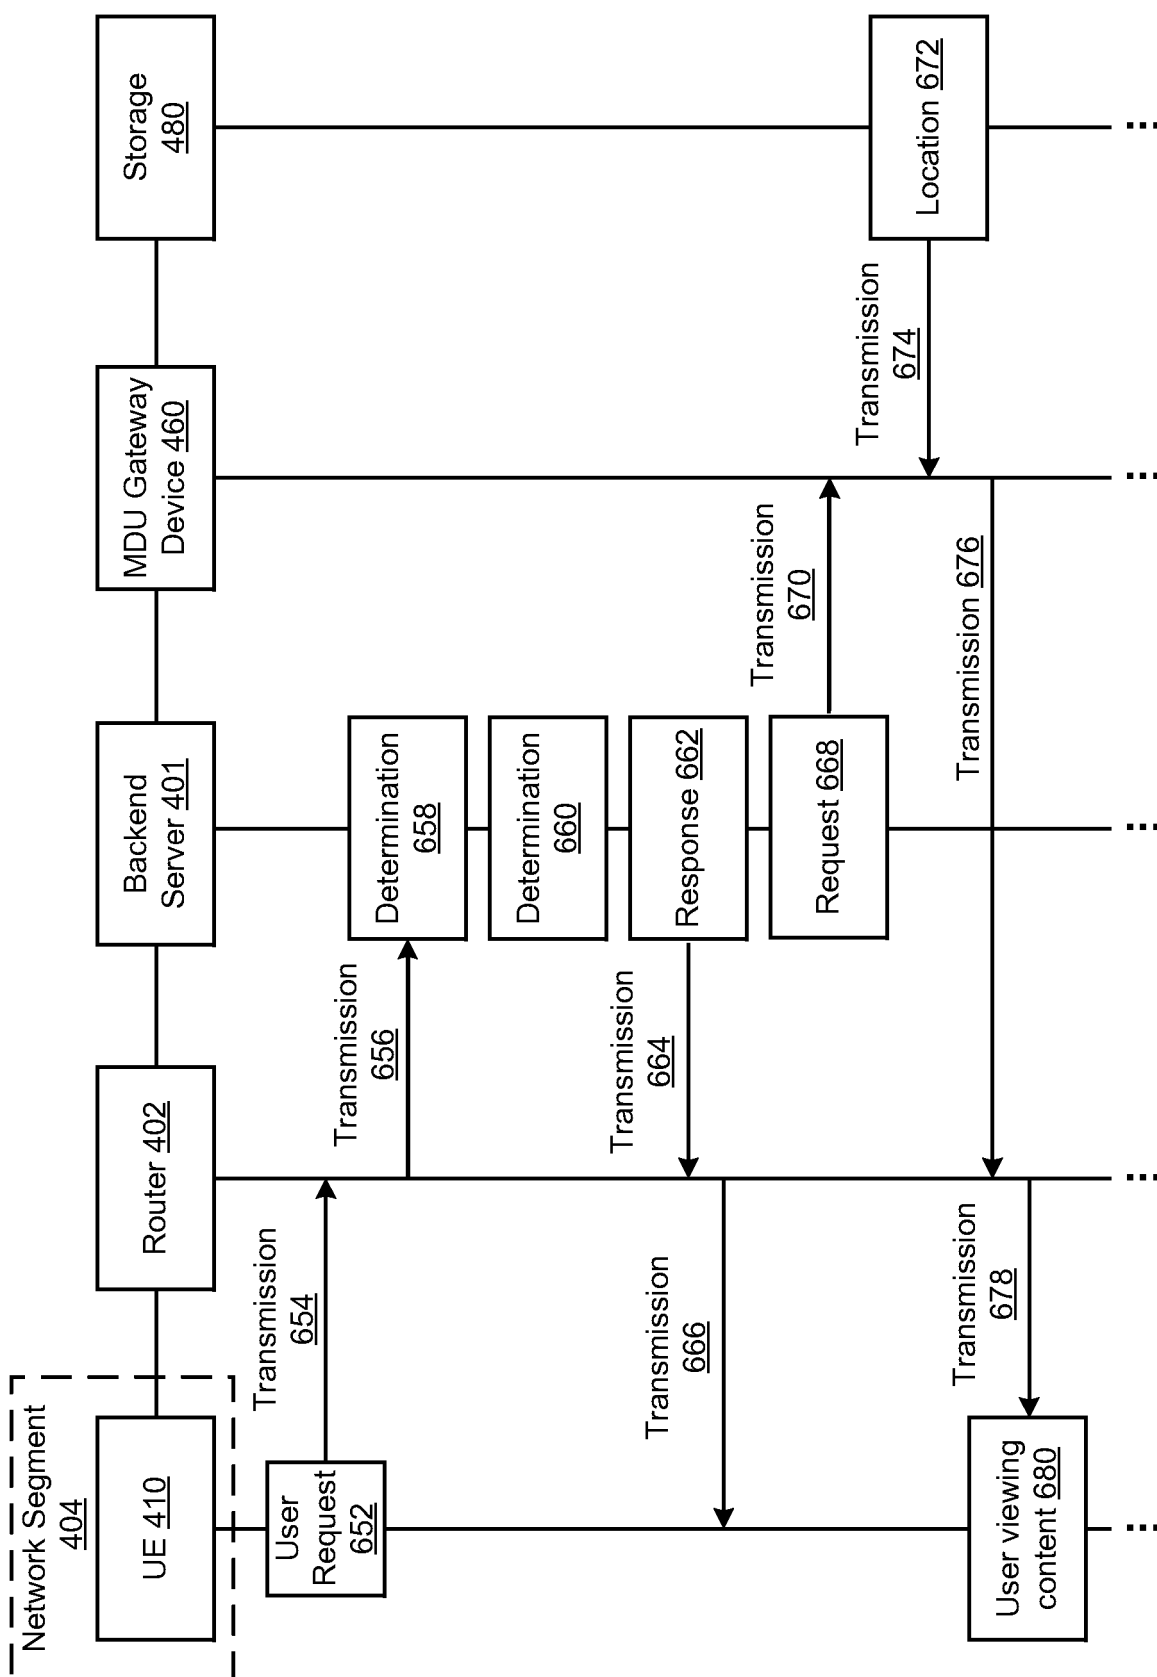 Network Segment
404
UE 410
Router 402
Backend
Server 401
MDU Gateway
Device 460
Storage
480
User
Request
652
Transmission
654
Transmission
656
Determination
658
Determination
660
Response 662
Transmission
664
Transmission
666
Request 668
Transmission
670
Location 672
Transmission
674
Transmission 676
Transmission
678
User viewing
content 680
...
...
...
...
...